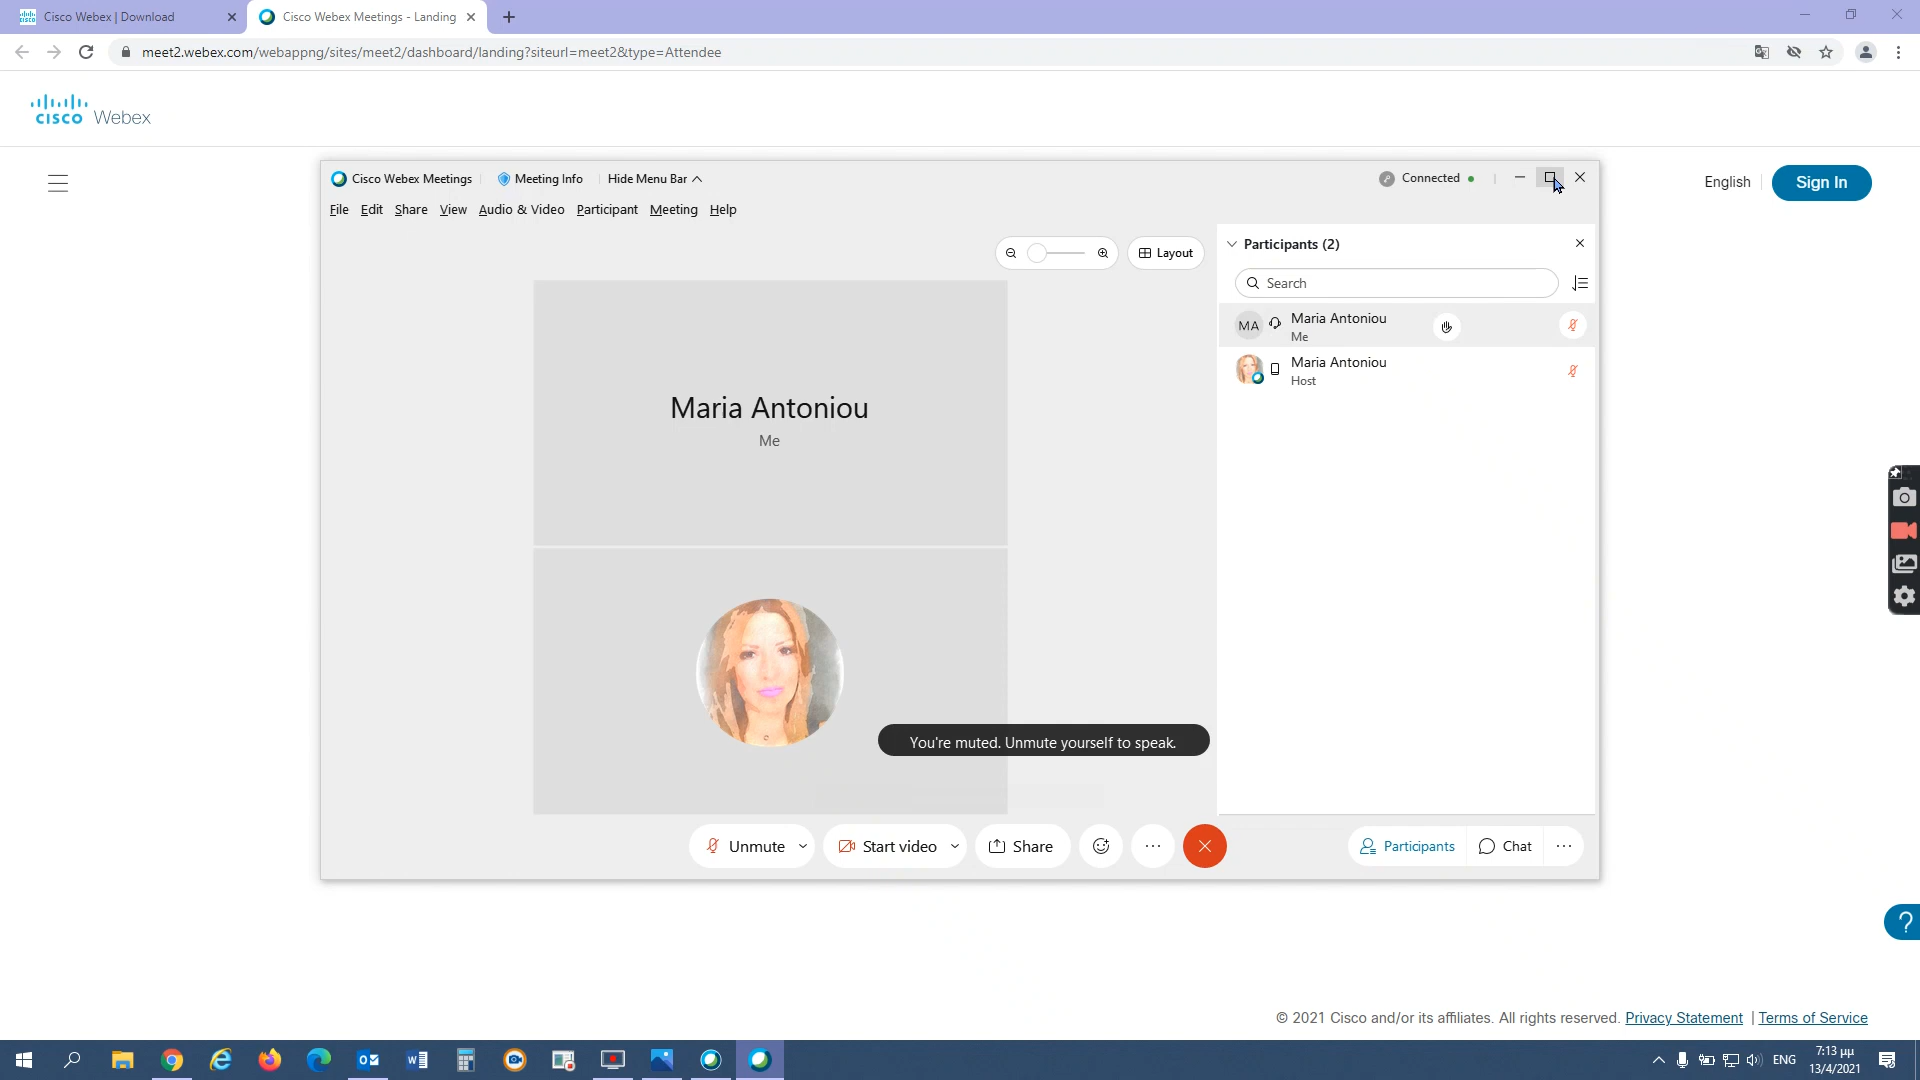 Cisco Webex | Download
Cisco Webex Meetings - Landing
meet2.webex.com/webappng/sites/meet2/dashboard/landing?siteurl=meet2&type=Attendee
cisco Webex
English
Sign In
Cisco Webex Meetings
Meeting Info
Hide Menu Bar
Connected
File Edit Share View Audio & Video Participant Meeting Help
Layout
Participants (2)
Search
MA
Maria Antoniou
Me
Maria Antoniou
Host
Maria Antoniou
Me
You're muted. Unmute yourself to speak.
Unmute
Start video
Share
Participants
Chat
?
© 2021 Cisco and/or its affiliates. All rights reserved. Privacy Statement | Terms of Service
ENG
7:13 μμ
13/4/2021